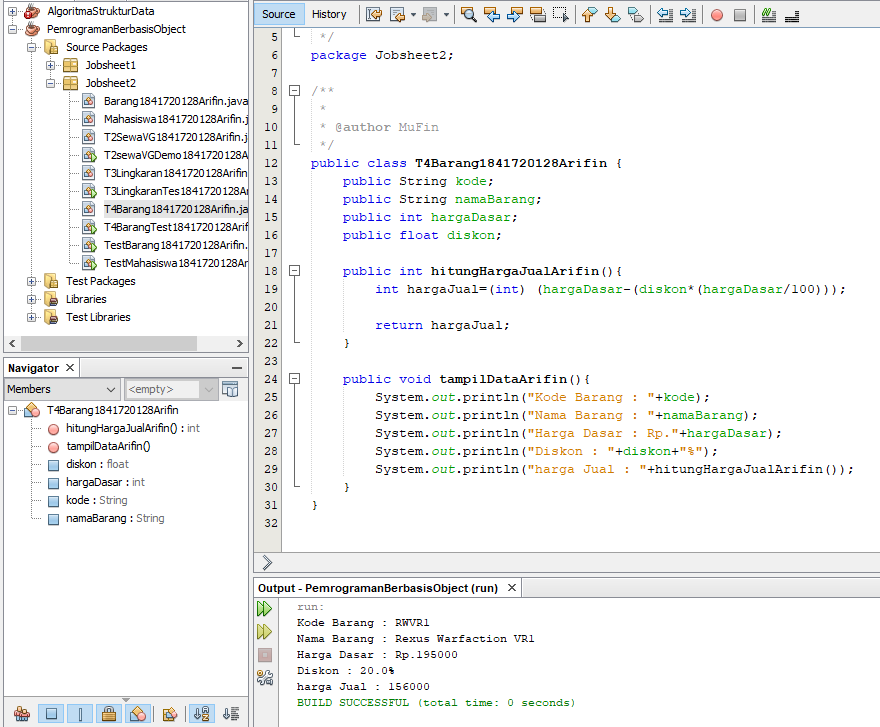 AlgoritmaStrukturData
PemrogramanBerbasisObject
Source Packages
Jobsheet1
Jobsheet2
Barang1841720128Arifin.java
Mahasiswa1841720128Arifin.j
T2SewaVG1841720128Arifin.j
T2sewaVGDemo1841720128A
T3Lingkaran1841720128Arifin
T3LingkaranTes1841720128Ar
T4Barang1841720128Arifin.ja
T4BarangTest1841720128Arif
TestBarang1841720128Arifin.
TestMahasiswa1841720128Ar
Test Packages
Libraries
Test Libraries
Navigator
Members
<empty>
T4Barang1841720128Arifin
hitungHargaJualArifin() : int
tampilDataArifin()
diskon : float
hargaDasar : int
kode : String
namaBarang : String
Source History
5 */
6 package Jobsheet2;
7
8 /**
9 *
10 * @author MuFin
11 */
12 public class T4Barang1841720128Arifin {
13 public String kode;
14 public String namaBarang;
15 public int hargaDasar;
16 public float diskon;
17
18 public int hitungHargaJualArifin(){
19 int hargaJual=(int) (hargaDasar-(diskon*(hargaDasar/100)));
20
21 return hargaJual;
22 }
23
24 public void tampilDataArifin(){
25 System.out.println("Kode Barang : "+kode);
26 System.out.println("Nama Barang : "+namaBarang);
27 System.out.println("Harga Dasar : Rp."+hargaDasar);
28 System.out.println("Diskon : "+diskon+"%");
29 System.out.println("harga Jual : "+hitungHargaJualArifin());
30 }
31 }
32
Output - PemrogramanBerbasisObject (run)
run:
Kode Barang : RWVR1
Nama Barang : Rexus Warfaction VR1
Harga Dasar : Rp.195000
Diskon : 20.0%
harga Jual : 156000
BUILD SUCCESSFUL (total time: 0 seconds)